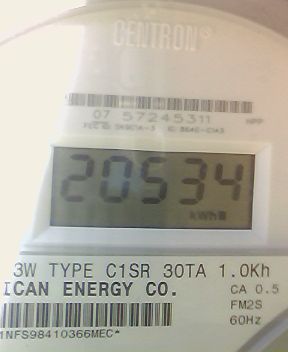 CENTRON®
07 57245311 HPP
20534
kWh
3W TYPE C1SR 30TA 1.0Kh
ICAN ENERGY CO. CA 0.5
FM2S
60Hz
1NFS98410366MEC*